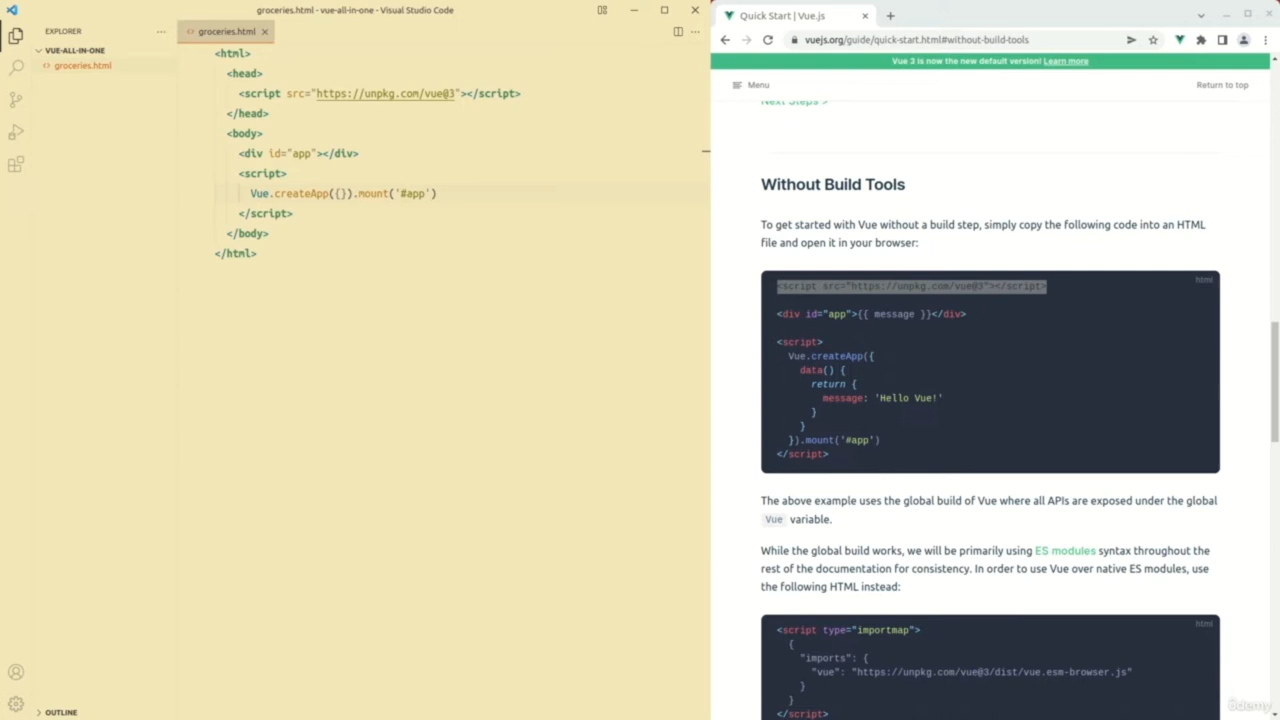 groceries.html - vue-all-in-one - Visual Studio Code
EXPLORER
VUE-ALL-IN-ONE
groceries.html
groceries.html
<html>
<head>
<script src="https://unpkg.com/vue@3"></script>
</head>
<body>
<div id="app"></div>
<script>
Vue.createApp({}).mount('#app')
</script>
</body>
</html>
OUTLINE
Quick Start | Vue.js
vuejs.org/guide/quick-start.html#without-build-tools
Vue 3 is now the new default version! Learn more
Menu
Return to top
Next Steps >
Without Build Tools
To get started with Vue without a build step, simply copy the following code into an HTML
file and open it in your browser:
html
<script src="https://unpkg.com/vue@3"></script>
<div id="app">{{ message }}</div>
<script>
Vue.createApp({
data() {
return {
message: 'Hello Vue!'
}
}
}).mount('#app')
</script>
The above example uses the global build of Vue where all APIs are exposed under the global
Vue variable.
While the global build works, we will be primarily using ES modules syntax throughout the
rest of the documentation for consistency. In order to use Vue over native ES modules, use
the following HTML instead:
html
<script type="importmap">
{
"imports": {
"vue": "https://unpkg.com/vue@3/dist/vue.esm-browser.js"
}
}
</script>
ûdemy